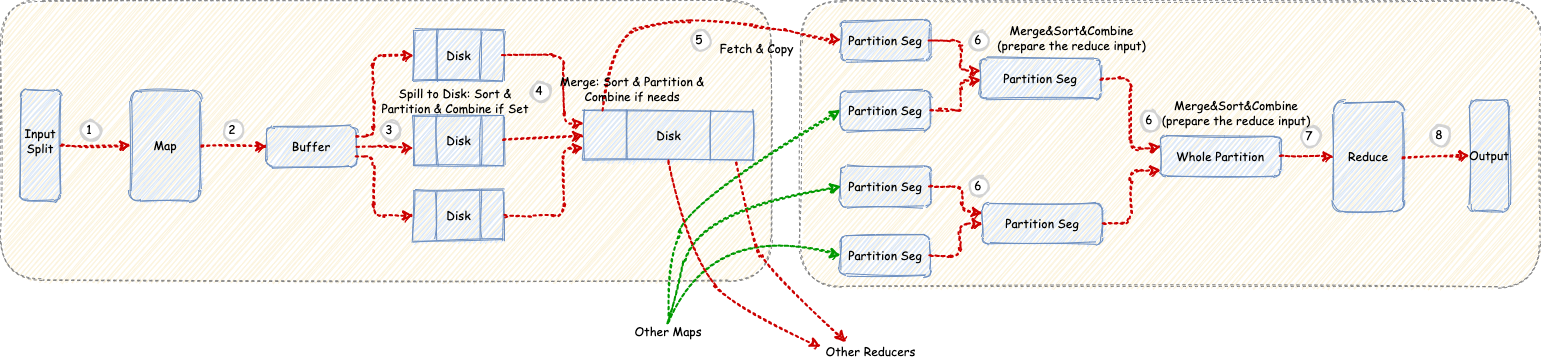 Input
Split
1
Map
2
Buffer
3
Disk
Spill to Disk: Sort &
Partition & Combine if Set
Disk
Disk
4
Merge: Sort & Partition &
Combine if needs
Disk
5
Fetch & Copy
Other Maps
Other Reducers
Partition Seg
Partition Seg
Partition Seg
Partition Seg
6
Merge&Sort&Combine
(prepare the reduce input)
Partition Seg
6
Partition Seg
6
Merge&Sort&Combine
(prepare the reduce input)
Whole Partition
7
Reduce
8
Output